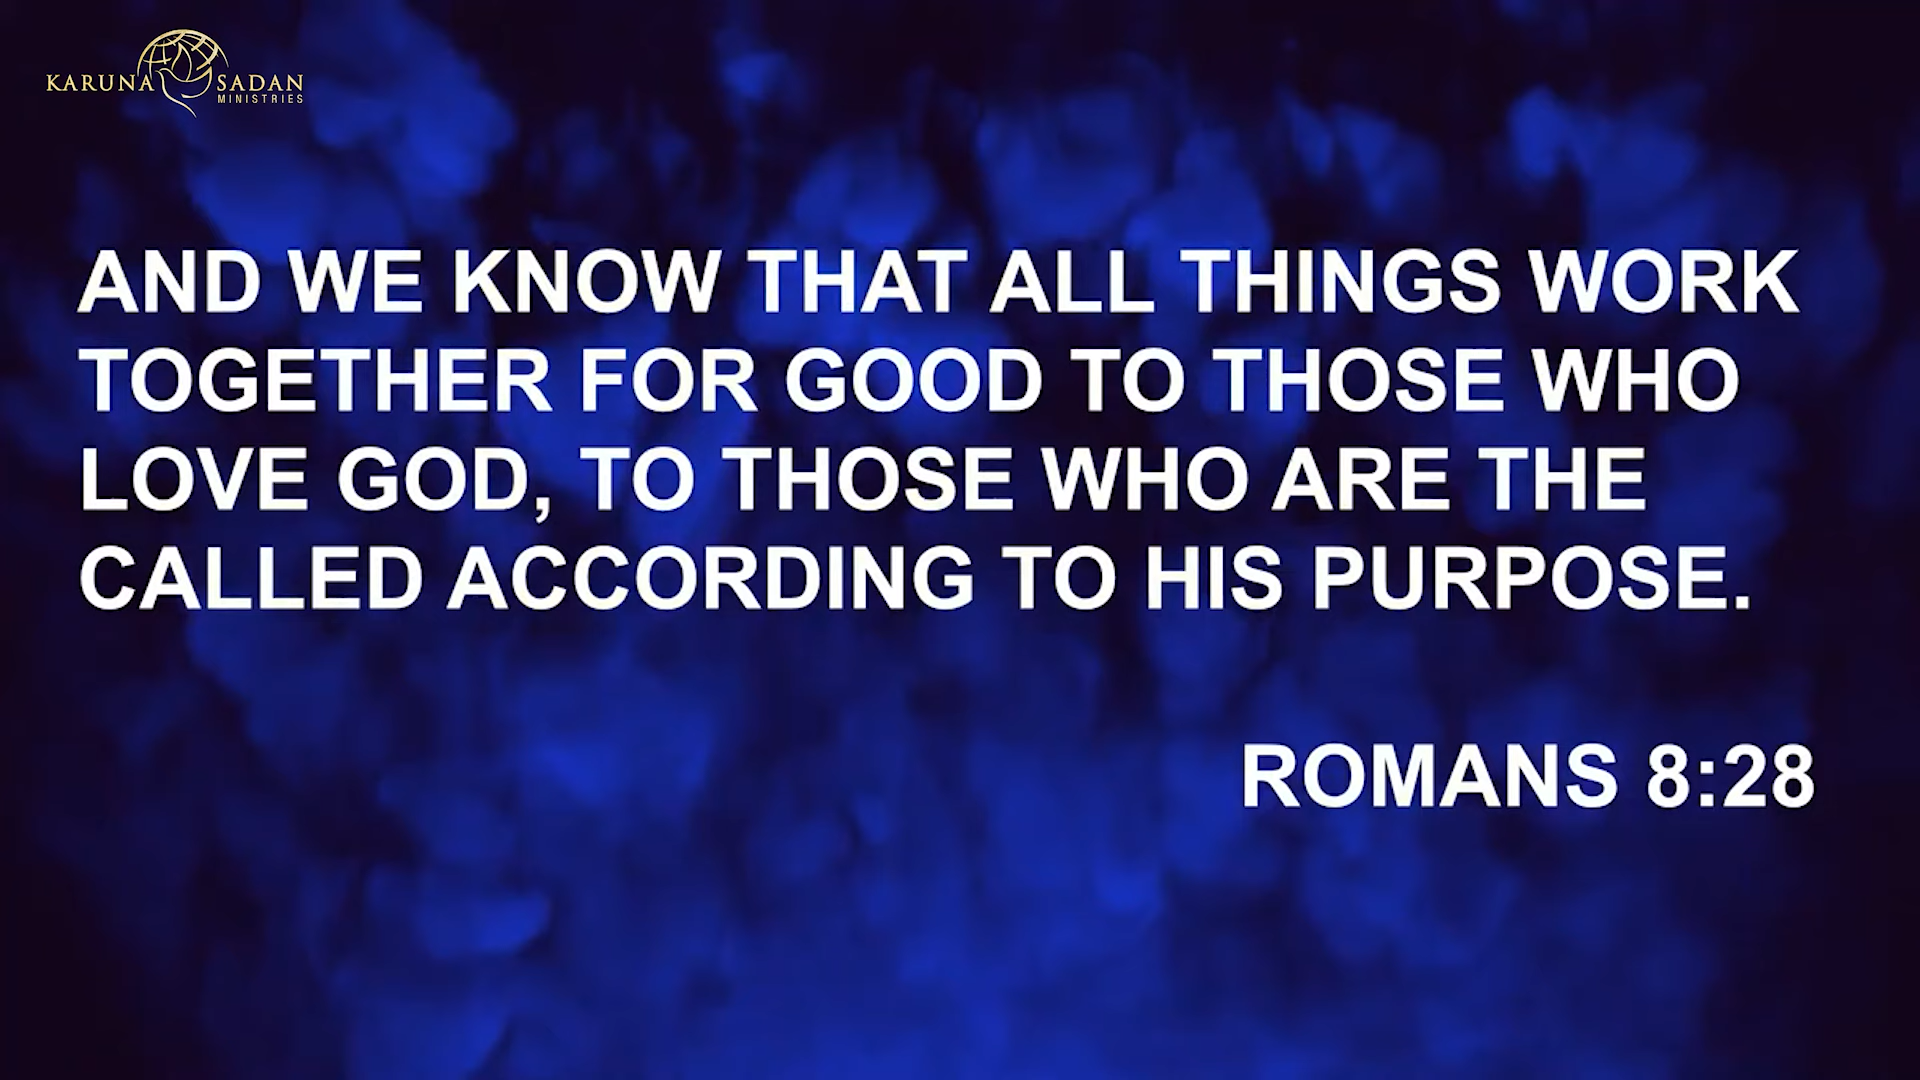 KARUNA SADAN
MINISTRIES
AND WE KNOW THAT ALL THINGS WORK
TOGETHER FOR GOOD TO THOSE WHO
LOVE GOD, TO THOSE WHO ARE THE
CALLED ACCORDING TO HIS PURPOSE.
ROMANS 8:28